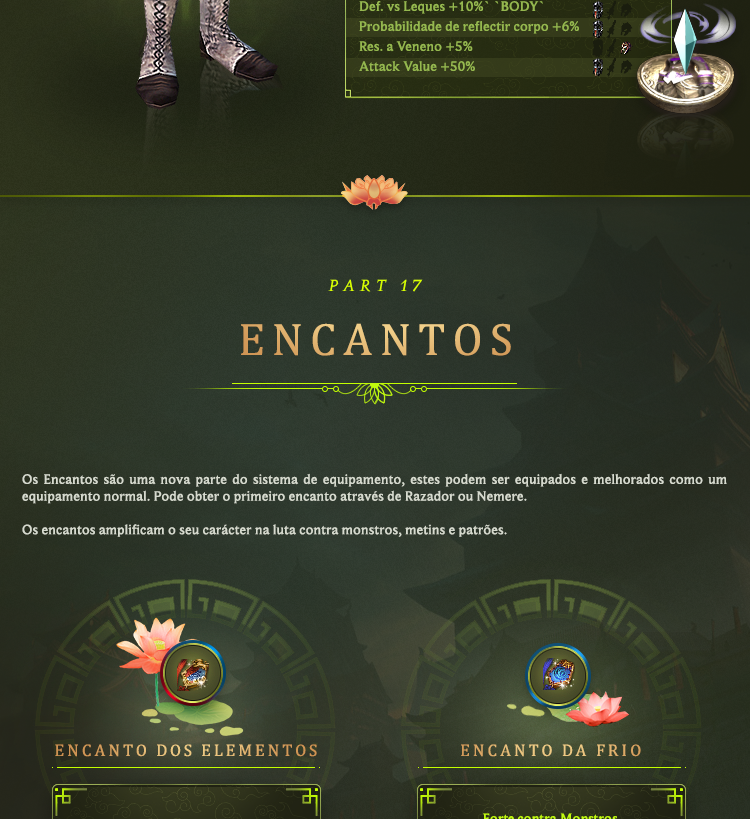 Def. vs Leques +10%` `BODY`
Probabilidade de reflectir corpo +6%
Res. a Veneno +5%
Attack Value +50%
PART 17
ENCANTOS
Os Encantos são uma nova parte do sistema de equipamento, estes podem ser equipados e melhorados como um
equipamento normal. Pode obter o primeiro encanto através de Razador ou Nemere.
Os encantos amplificam o seu carácter na luta contra monstros, metins e patrões.
ENCANTO DOS ELEMENTOS
ENCANTO DA FRIO
Forte contra Monstros